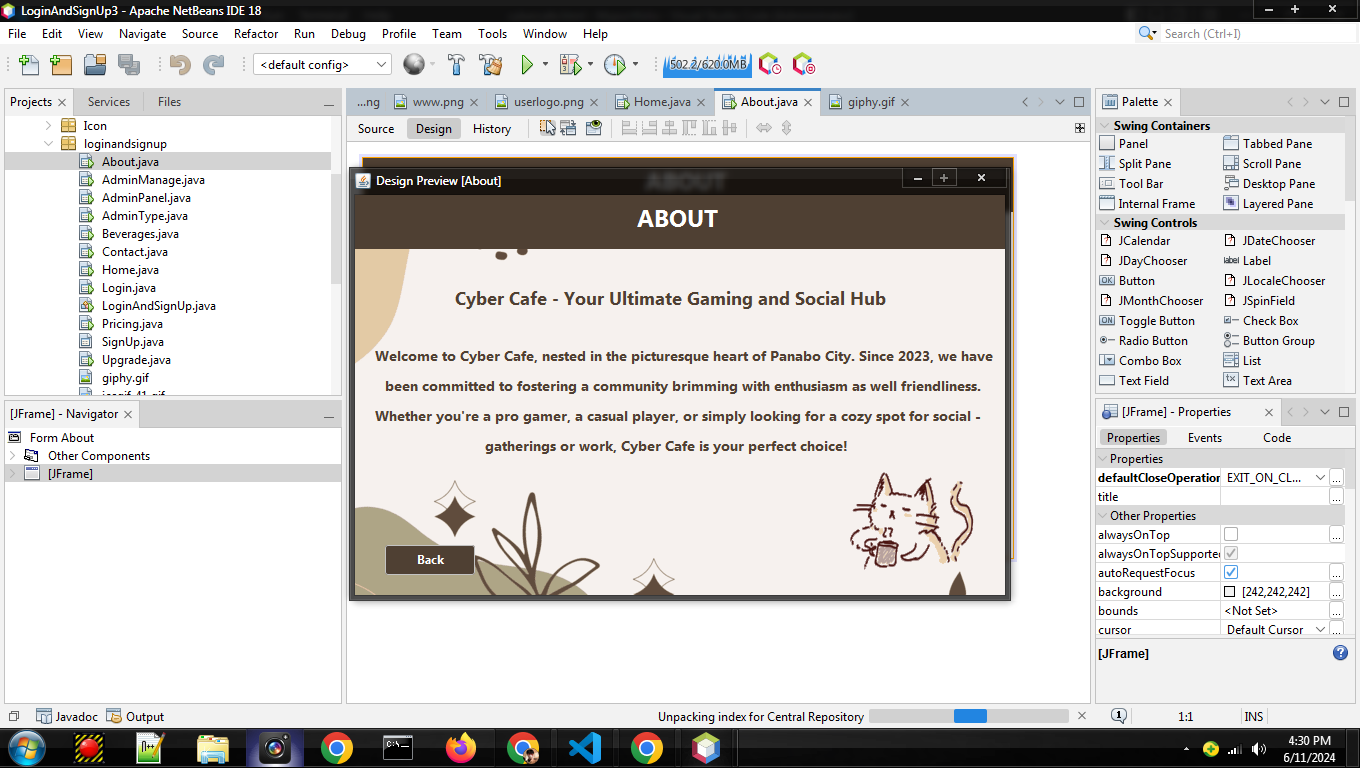 LoginAndSignUp3 - Apache NetBeans IDE 18
File Edit View Navigate Source Refactor Run Debug Profile Team Tools Window Help
Search (Ctrl+I)
<default config>
502.2/620.0MB
Projects Services Files
Icon
loginandsignup
About.java
AdminManage.java
AdminPanel.java
AdminType.java
Beverages.java
Contact.java
Home.java
Login.java
LoginAndSignUp.java
Pricing.java
SignUp.java
Upgrade.java
giphy.gif
[JFrame] - Navigator
Form About
Other Components
[JFrame]
...ng www.png userlogo.png Home.java About.java giphy.gif
Source Design History
ABOUT
Design Preview [About]
ABOUT
Cyber Cafe - Your Ultimate Gaming and Social Hub
Welcome to Cyber Cafe, nested in the picturesque heart of Panabo City. Since 2023, we have
been committed to fostering a community brimming with enthusiasm as well friendliness.
Whether you're a pro gamer, a casual player, or simply looking for a cozy spot for social -
gatherings or work, Cyber Cafe is your perfect choice!
Back
Palette
Swing Containers
Panel Tabbed Pane
Split Pane Scroll Pane
Tool Bar Desktop Pane
Internal Frame Layered Pane
Swing Controls
JCalendar JDateChooser
JDayChooser label Label
OK Button JLocaleChooser
JMonthChooser JSpinField
ON Toggle Button Check Box
Radio Button Button Group
Combo Box List
Text Field Text Area
[JFrame] - Properties
Properties Events Code
Properties
defaultCloseOperation EXIT_ON_CL... ...
title ...
Other Properties
alwaysOnTop ...
alwaysOnTopSupported
autoRequestFocus ...
background [242,242,242] ...
bounds <Not Set> ...
cursor Default Cursor ...
[JFrame]
Javadoc Output
Unpacking index for Central Repository
1
1:1 INS
4:30 PM
6/11/2024